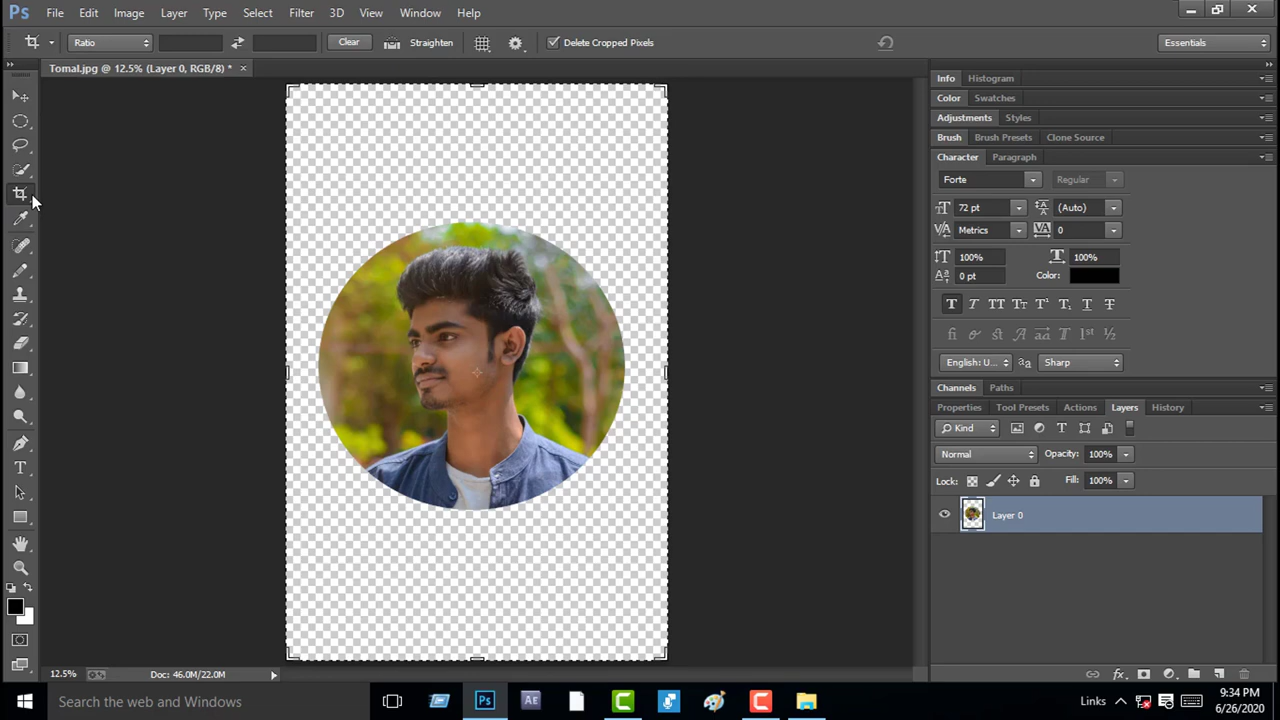 Ps File Edit Image Layer Type Select Filter 3D View Window Help
Ratio Clear Straighten Delete Cropped Pixels Essentials
Tomal.jpg @ 12.5% (Layer 0, RGB/8) *
Info Histogram
Color Swatches
Adjustments Styles
Brush Brush Presets Clone Source
Character Paragraph
Forte Regular
72 pt (Auto)
Metrics 0
100% 100%
0 pt Color:
English: U... Sharp
Channels Paths
Properties Tool Presets Actions Layers History
Kind
Normal Opacity: 100%
Lock: Fill: 100%
Layer 0
12.5% Doc: 46.0M/22.0M
Search the web and Windows Ps Ae Links 9:34 PM
6/26/2020